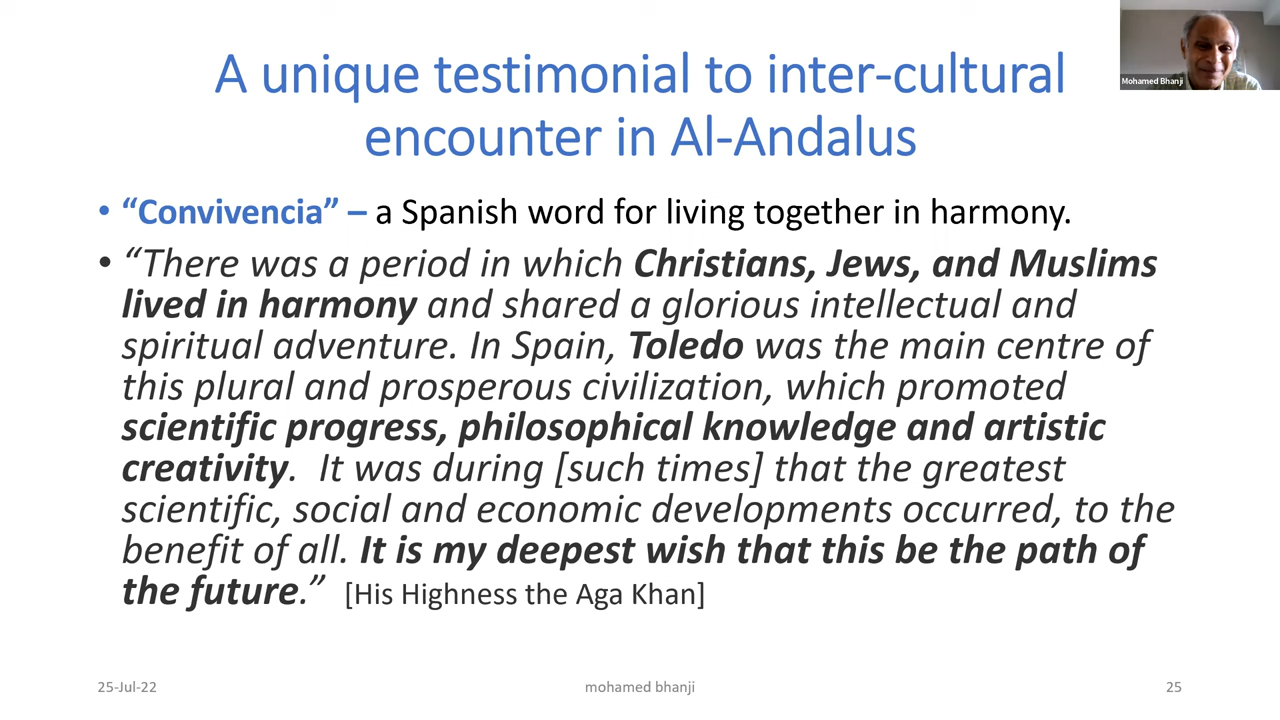 A unique testimonial to inter-cultural
encounter in Al-Andalus
Mohamed Bhanji
• “Convivencia” – a Spanish word for living together in harmony.
• “There was a period in which Christians, Jews, and Muslims
lived in harmony and shared a glorious intellectual and
spiritual adventure. In Spain, Toledo was the main centre of
this plural and prosperous civilization, which promoted
scientific progress, philosophical knowledge and artistic
creativity. It was during [such times] that the greatest
scientific, social and economic developments occurred, to the
benefit of all. It is my deepest wish that this be the path of
the future.” [His Highness the Aga Khan]
25-Jul-22
mohamed bhanji
25